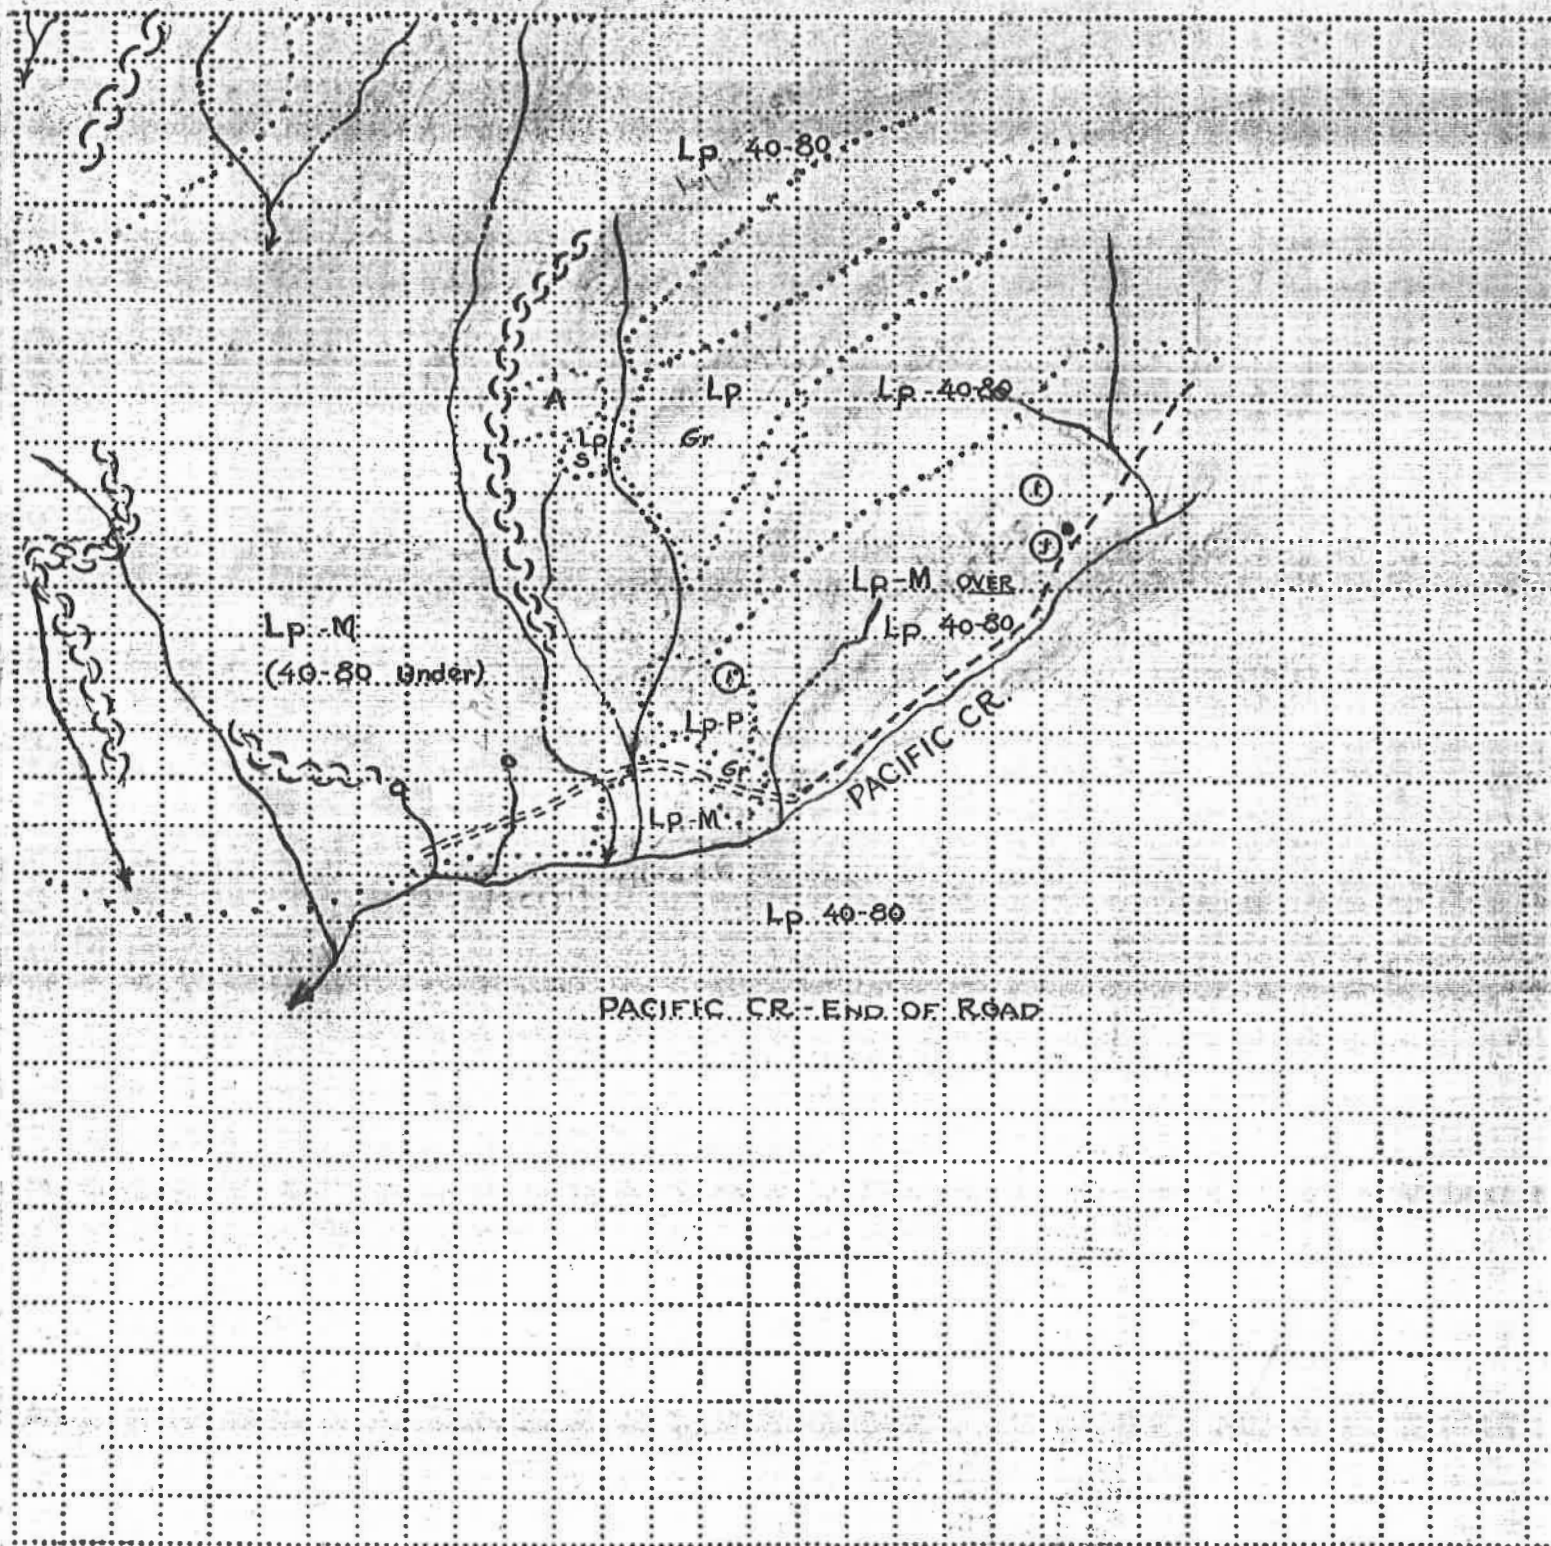 Lp 40-80
A
Lp
S
Lp
Gr
Lp 40-80
Lp-M OVER
Lp 40-80
Lp-M
(40-80 Under)
Lp-P
Gr
Lp-M
PACIFIC CR.
Lp 40-80
PACIFIC CR.-END OF ROAD